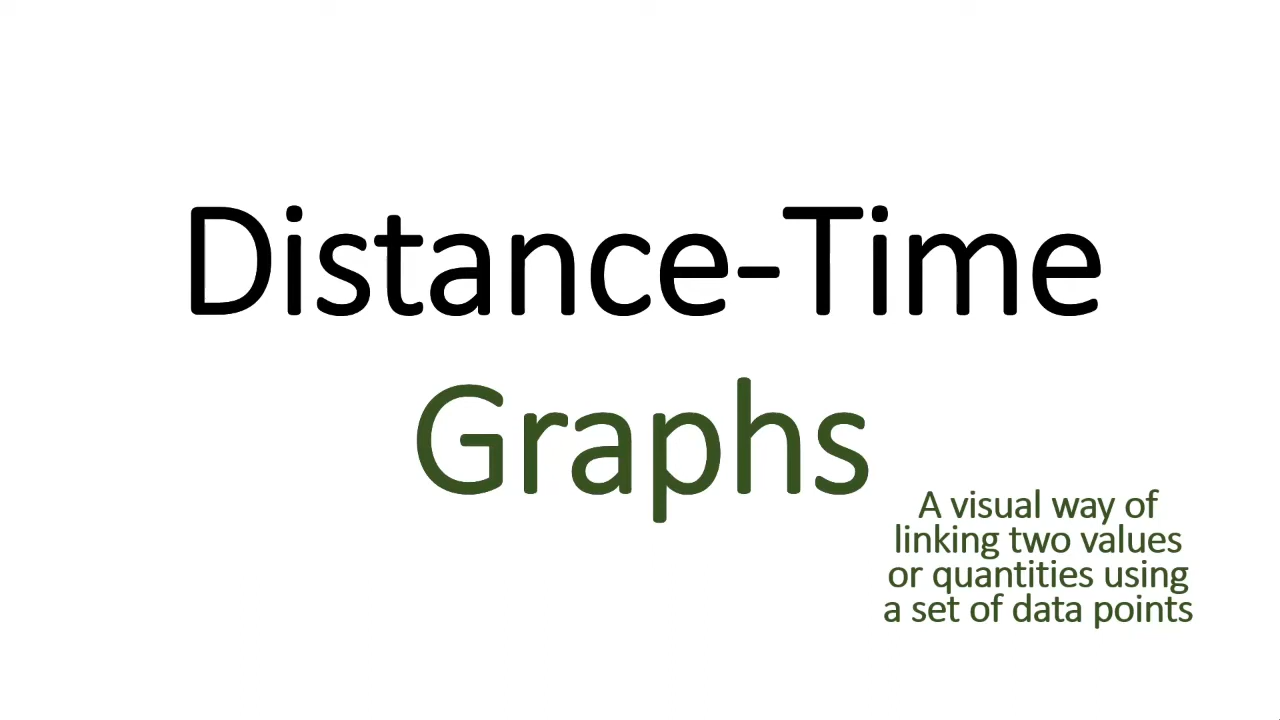 Distance-Time
Graphs
A visual way of
linking two values
or quantities using
a set of data points